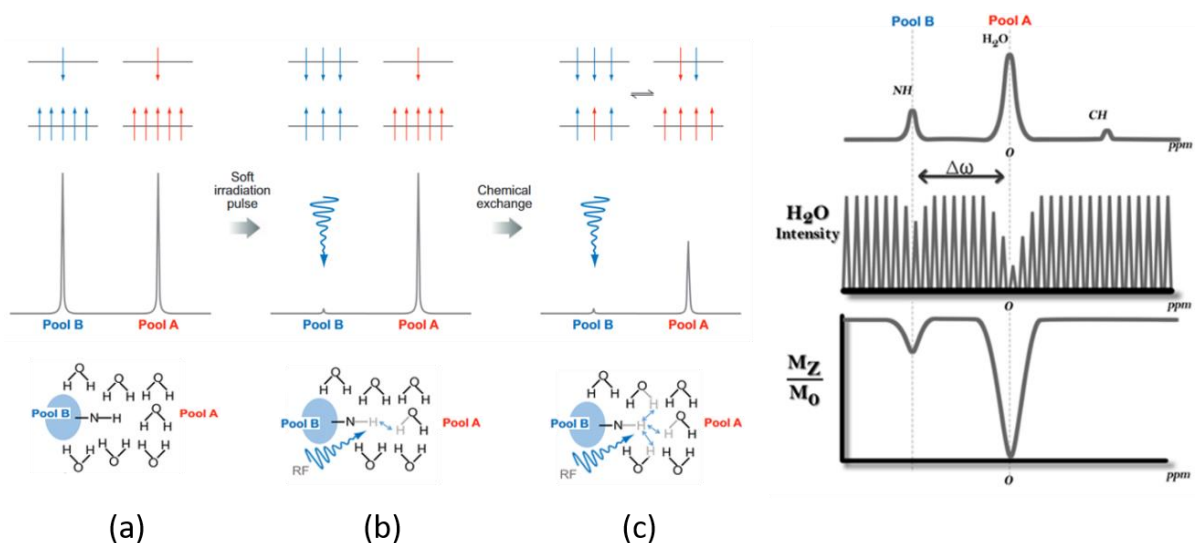 Soft
irradiation
pulse
Chemical
exchange
Pool B
Pool A
Pool B
Pool A
Pool B
Pool A
Pool B
N
H
O
H
H
O
H
H
O
H
H
O
H
H
O
H
H
O
H
H
O
H
H
Pool A
Pool B
N
H
O
H
H
O
H
H
O
H
H
O
H
H
O
H
H
O
H
H
O
H
H
RF
Pool A
Pool B
N
H
O
H
H
O
H
H
O
H
H
O
H
H
O
H
H
O
H
H
RF
Pool A
(a)
(b)
(c)
Pool B
Pool A
H₂O
NH
CH
O
ppm
Δω
H₂O
Intensity
O
ppm
M_Z
M_0
O
ppm